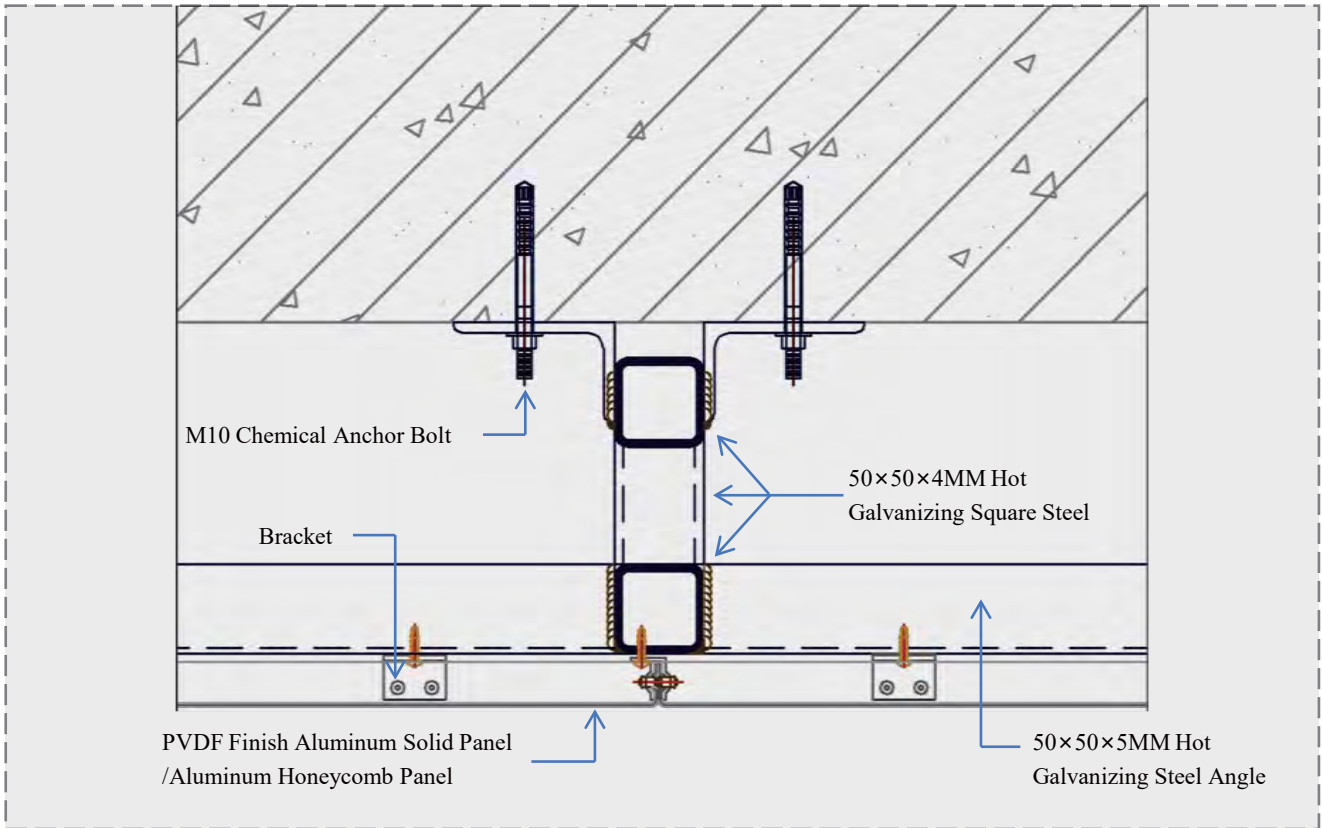 M10 Chemical Anchor Bolt
50×50×4MM Hot
Galvanizing Square Steel
Bracket
PVDF Finish Aluminum Solid Panel
/Aluminum Honeycomb Panel
50×50×5MM Hot
Galvanizing Steel Angle